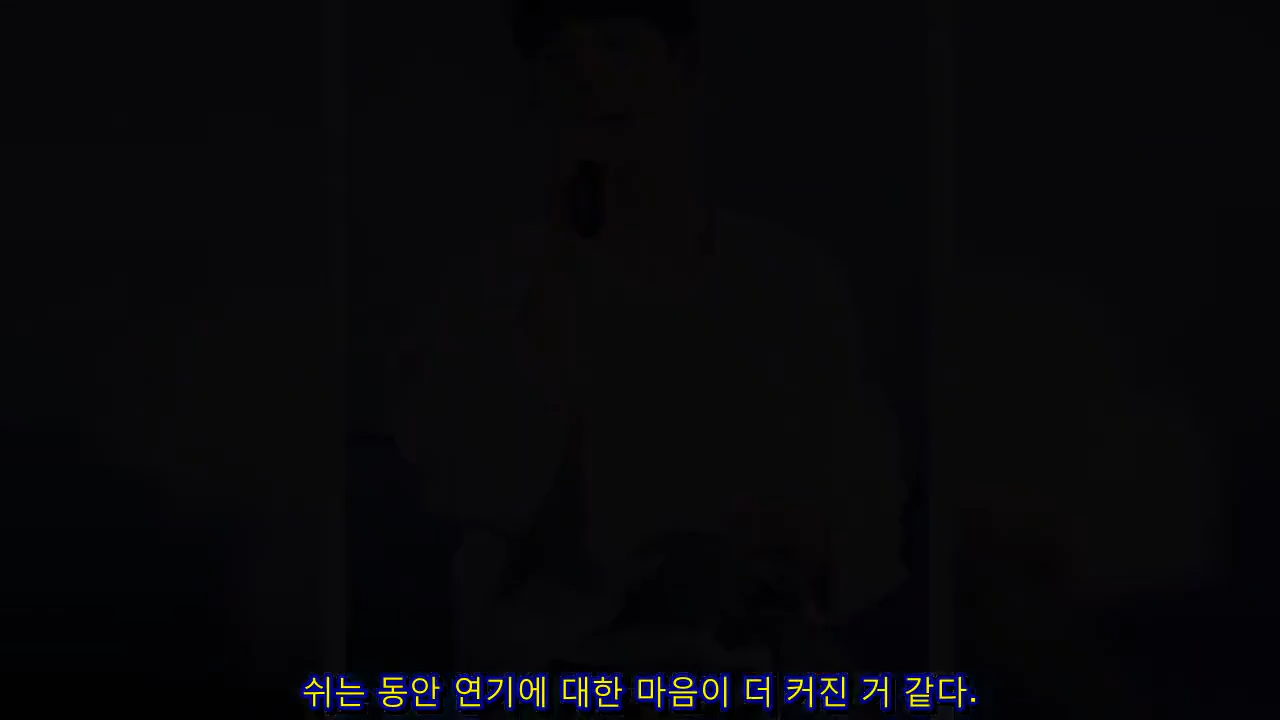 쉬는 동안 연기에 대한 마음이 더 커진 거 같다.